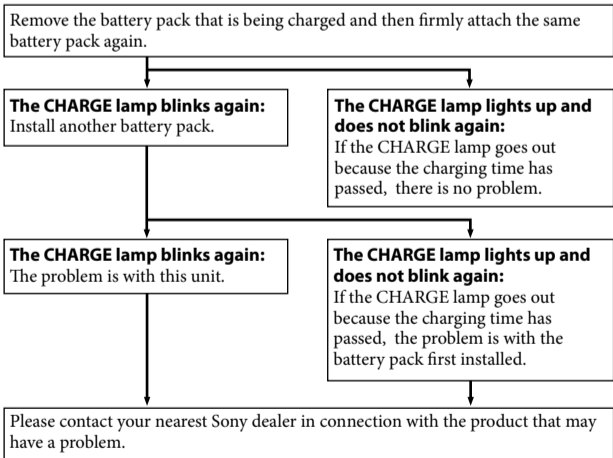 Remove the battery pack that is being charged and then firmly attach the same
battery pack again.
The CHARGE lamp blinks again:
Install another battery pack.
The CHARGE lamp lights up and
does not blink again:
If the CHARGE lamp goes out
because the charging time has
passed, there is no problem.
The CHARGE lamp blinks again:
The problem is with this unit.
The CHARGE lamp lights up and
does not blink again:
If the CHARGE lamp goes out
because the charging time has
passed, the problem is with the
battery pack first installed.
Please contact your nearest Sony dealer in connection with the product that may
have a problem.